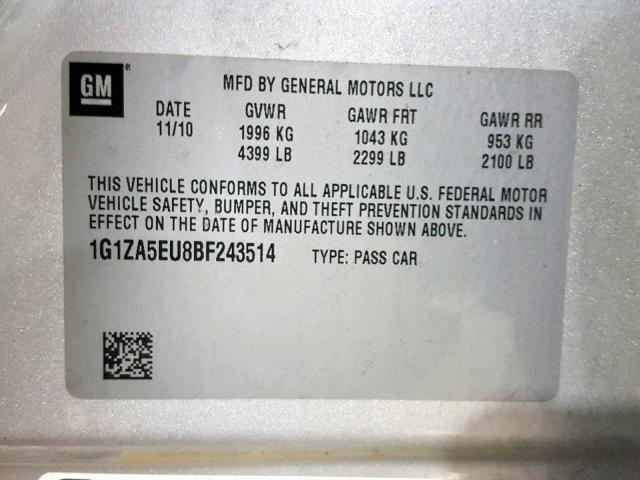 GM ®
MFD BY GENERAL MOTORS LLC
DATE GVWR GAWR FRT GAWR RR
11/10 1996 KG 1043 KG 953 KG
4399 LB 2299 LB 2100 LB
THIS VEHICLE CONFORMS TO ALL APPLICABLE U.S. FEDERAL MOTOR
VEHICLE SAFETY, BUMPER, AND THEFT PREVENTION STANDARDS IN
EFFECT ON THE DATE OF MANUFACTURE SHOWN ABOVE.
1G1ZA5EU8BF243514 TYPE: PASS CAR